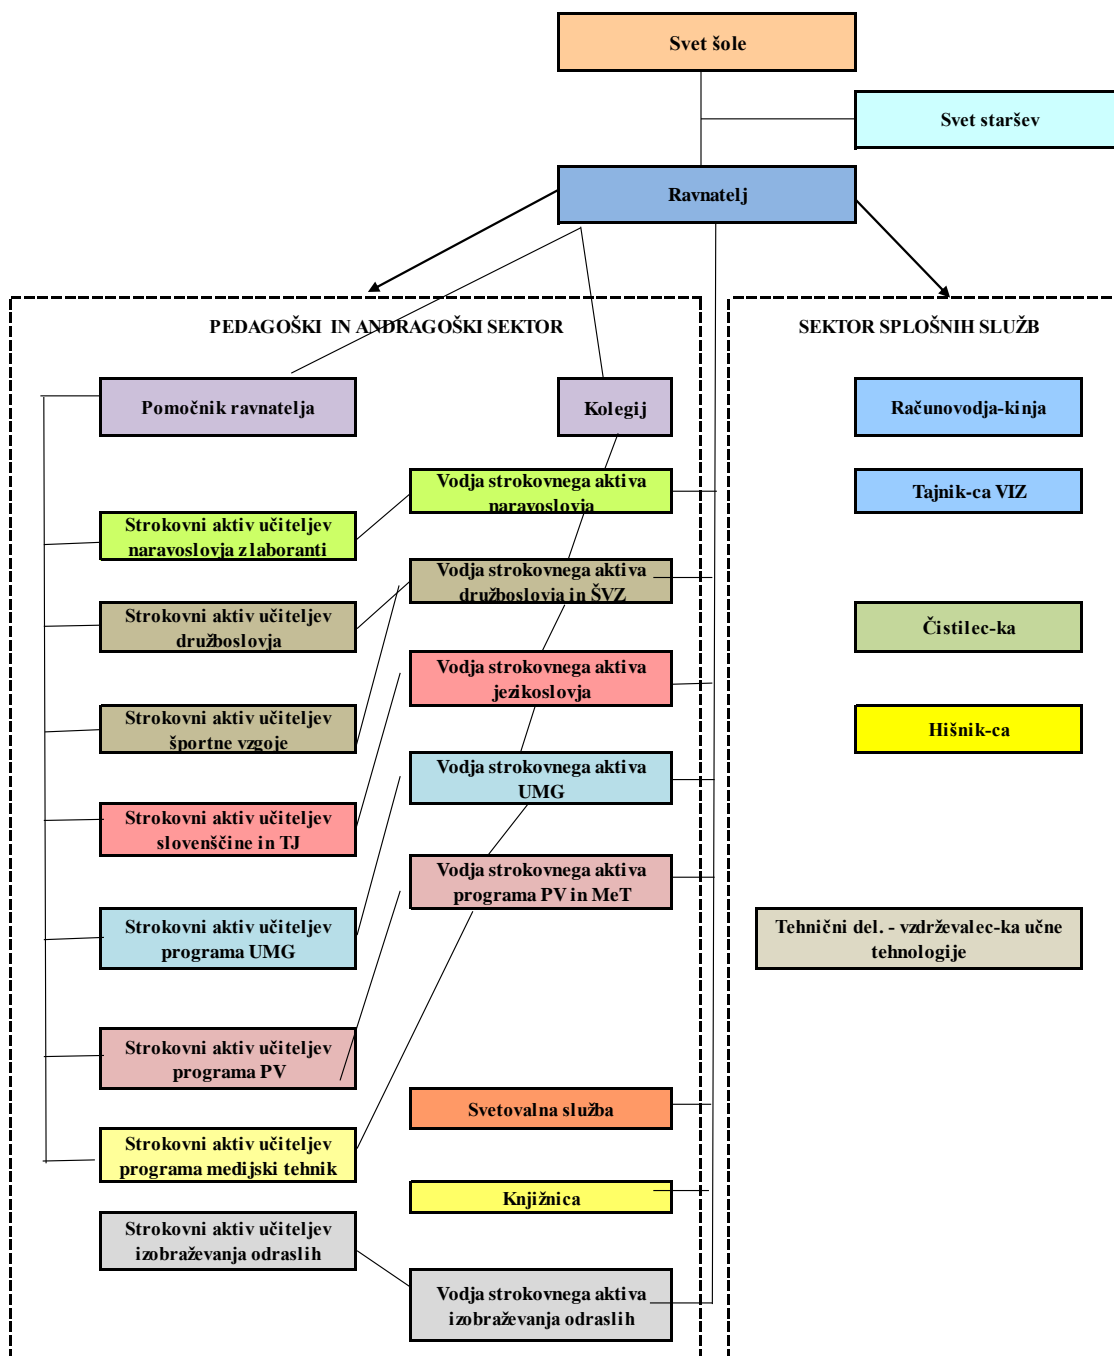 Svet šole
Svet staršev
Ravnatelj
PEDAGOŠKI IN ANDRAGOŠKI SEKTOR
SEKTOR SPLOŠNIH SLUŽB
Pomočnik ravnatelja
Kolegij
Računovodja-kinja
Vodja strokovnega aktiva
naravoslovja
Tajnik-ca VIZ
Strokovni aktiv učiteljev
naravoslovja z laboranti
Vodja strokovnega aktiva
družboslovja in ŠVZ
Strokovni aktiv učiteljev
družboslovja
Čistilec-ka
Vodja strokovnega aktiva
jezikoslovja
Strokovni aktiv učiteljev
športne vzgoje
Hišnik-ca
Vodja strokovnega aktiva
UMG
Strokovni aktiv učiteljev
slovenščine in TJ
Vodja strokovnega aktiva
programa PV in MeT
Strokovni aktiv učiteljev
programa UMG
Tehnični del. - vzdrževalec-ka učne
tehnologije
Strokovni aktiv učiteljev
programa PV
Svetovalna služba
Strokovni aktiv učiteljev
programa medijski tehnik
Knjižnica
Strokovni aktiv učiteljev
izobraževanja odraslih
Vodja strokovnega aktiva
izobraževanja odraslih